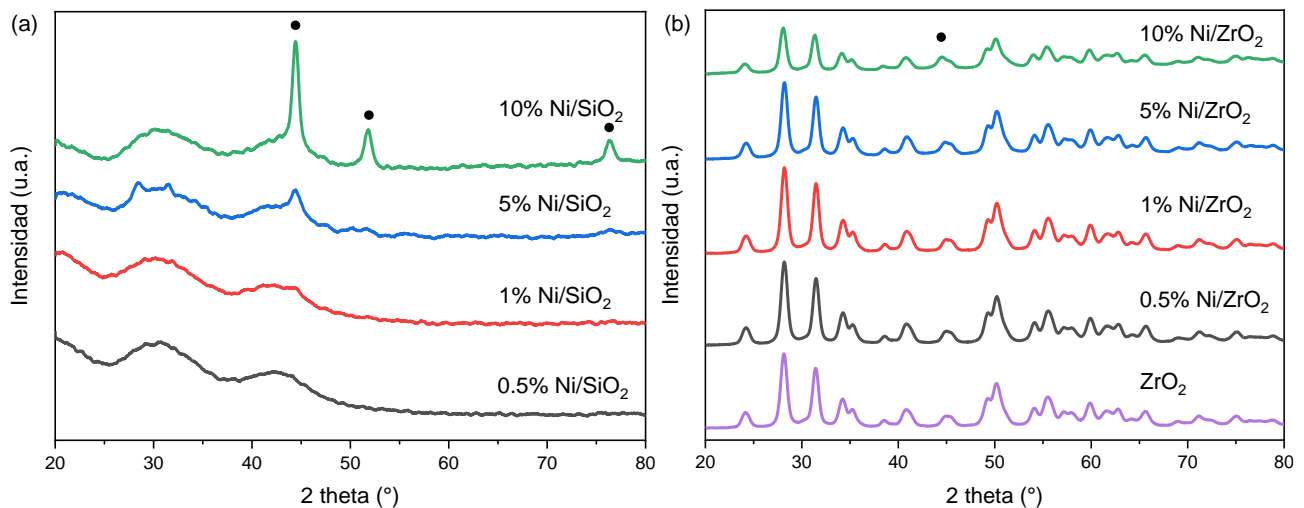 (a)
10% Ni/SiO₂
5% Ni/SiO₂
1% Ni/SiO₂
0.5% Ni/SiO₂
Intensidad (u.a.)
20 30 40 50 60 70 80
2 theta (°)
(b)
10% Ni/ZrO₂
5% Ni/ZrO₂
1% Ni/ZrO₂
0.5% Ni/ZrO₂
ZrO₂
Intensidad (u.a.)
20 30 40 50 60 70 80
2 theta (°)